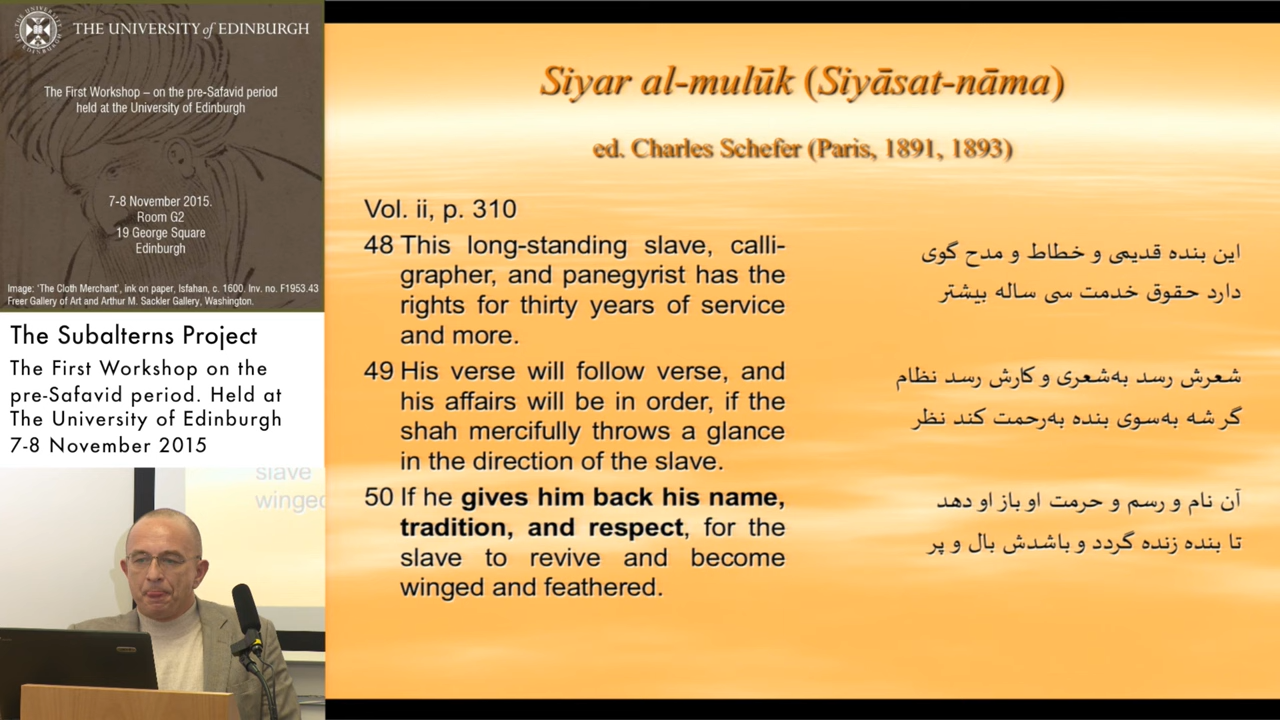 THE UNIVERSITY of EDINBURGH
The First Workshop – on the pre-Safavid period
held at the University of Edinburgh
7-8 November 2015.
Room G2
19 George Square
Edinburgh
Image: 'The Cloth Merchant', ink on paper, Isfahan, c. 1600. Inv. no. F1953.43
Freer Gallery of Art and Arthur M. Sackler Gallery, Washington.
The Subalterns Project
The First Workshop on the
pre-Safavid period. Held at
The University of Edinburgh
7-8 November 2015
slave
winged
Siyar al-mulūk (Siyāsat-nāma)
ed. Charles Schefer (Paris, 1891, 1893)
Vol. ii, p. 310
48 This long-standing slave, calli-
grapher, and panegyrist has the
rights for thirty years of service
and more.
این بنده قدیمی و خطاط و مدح گوی
دارد حقوق خدمت سی ساله بیشتر
49 His verse will follow verse, and
his affairs will be in order, if the
shah mercifully throws a glance
in the direction of the slave.
شعرش رسد به‌شعری و کارش رسد نظام
گر شه به‌سوی بنده به‌رحمت کند نظر
50 If he gives him back his name,
tradition, and respect, for the
slave to revive and become
winged and feathered.
آن نام و رسم و حرمت او باز او دهد
تا بنده زنده گردد و باشدش بال و پر